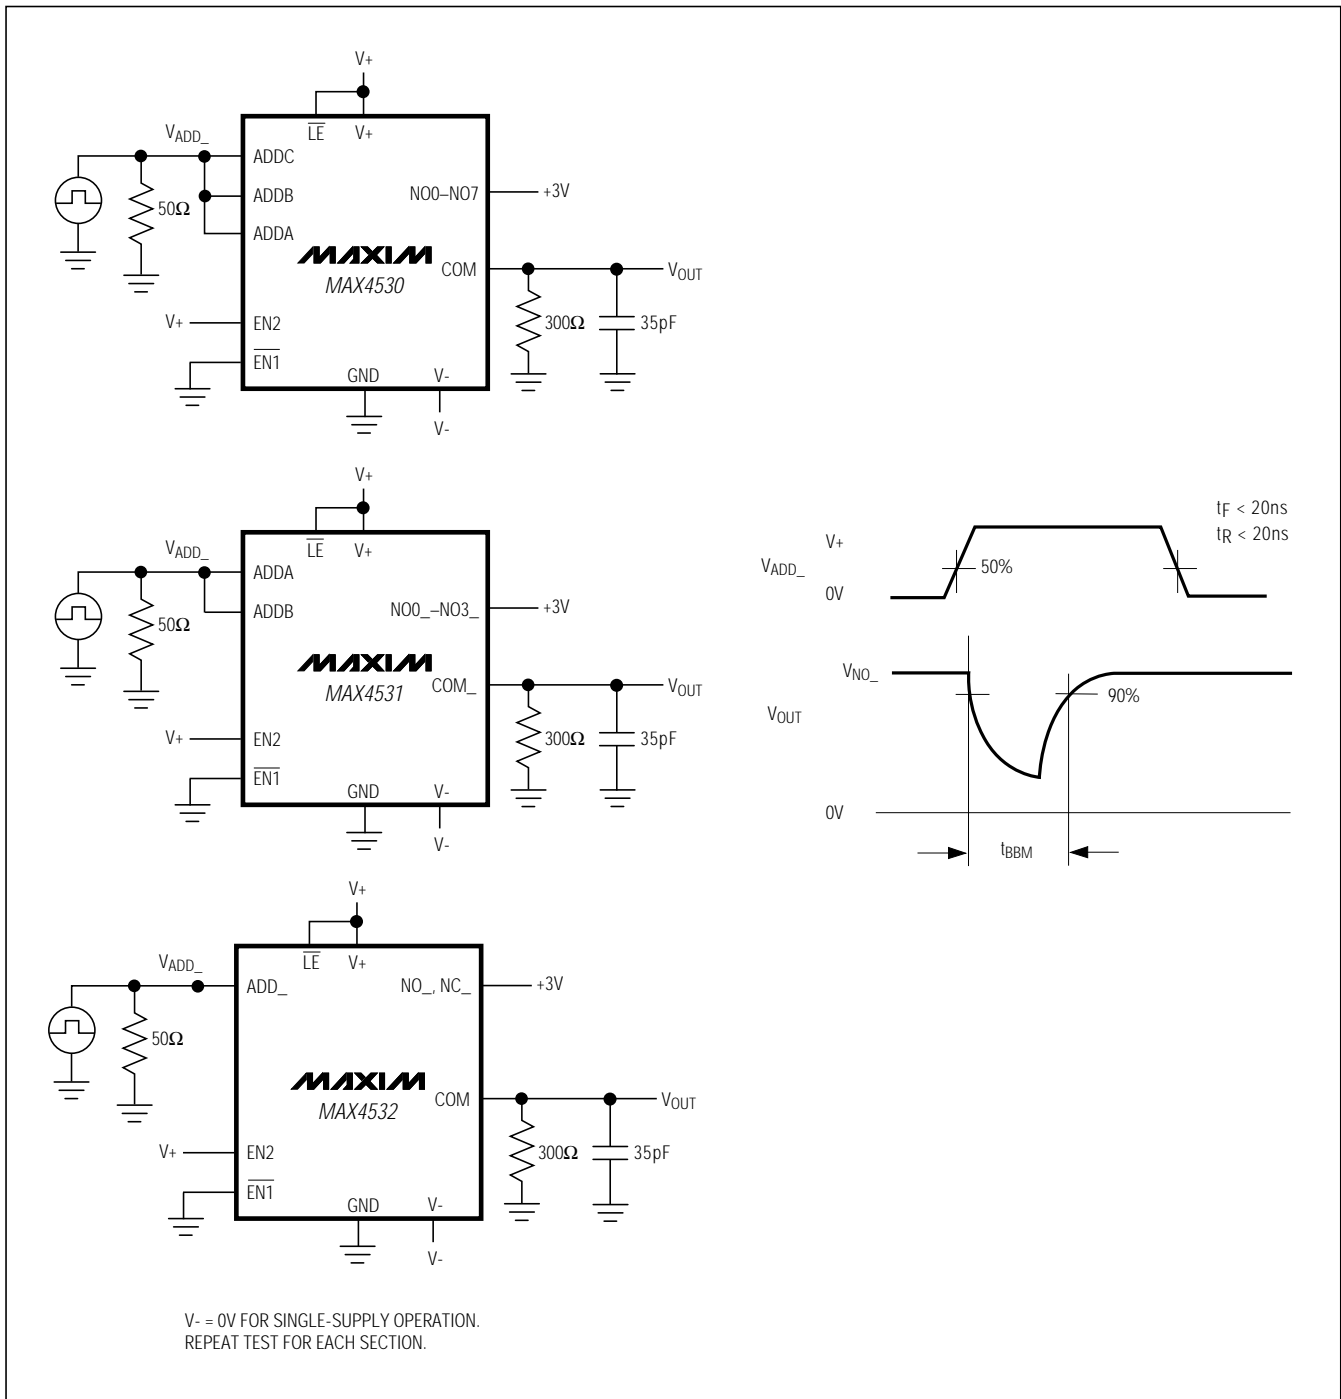 V+
LE V+
VADD_
ADDC
ADDB
ADDA
50Ω
NO0–NO7 +3V
MAXIM
MAX4530
COM VOUT
300Ω 35pF
V+ EN2
EN1
GND V-
V-
V+
LE V+
VADD_
ADDA
ADDB
50Ω
NO0_–NO3_ +3V
MAXIM
MAX4531
COM_ VOUT
300Ω 35pF
V+ EN2
EN1
GND V-
V-
V+
LE V+
VADD_
ADD_
50Ω
NO_, NC_ +3V
MAXIM
MAX4532
COM VOUT
300Ω 35pF
V+ EN2
EN1
GND V-
V-
tF < 20ns
tR < 20ns
V+
VADD_
50%
0V
VNO_
90%
VOUT
0V
tBBM
V- = 0V FOR SINGLE-SUPPLY OPERATION.
REPEAT TEST FOR EACH SECTION.